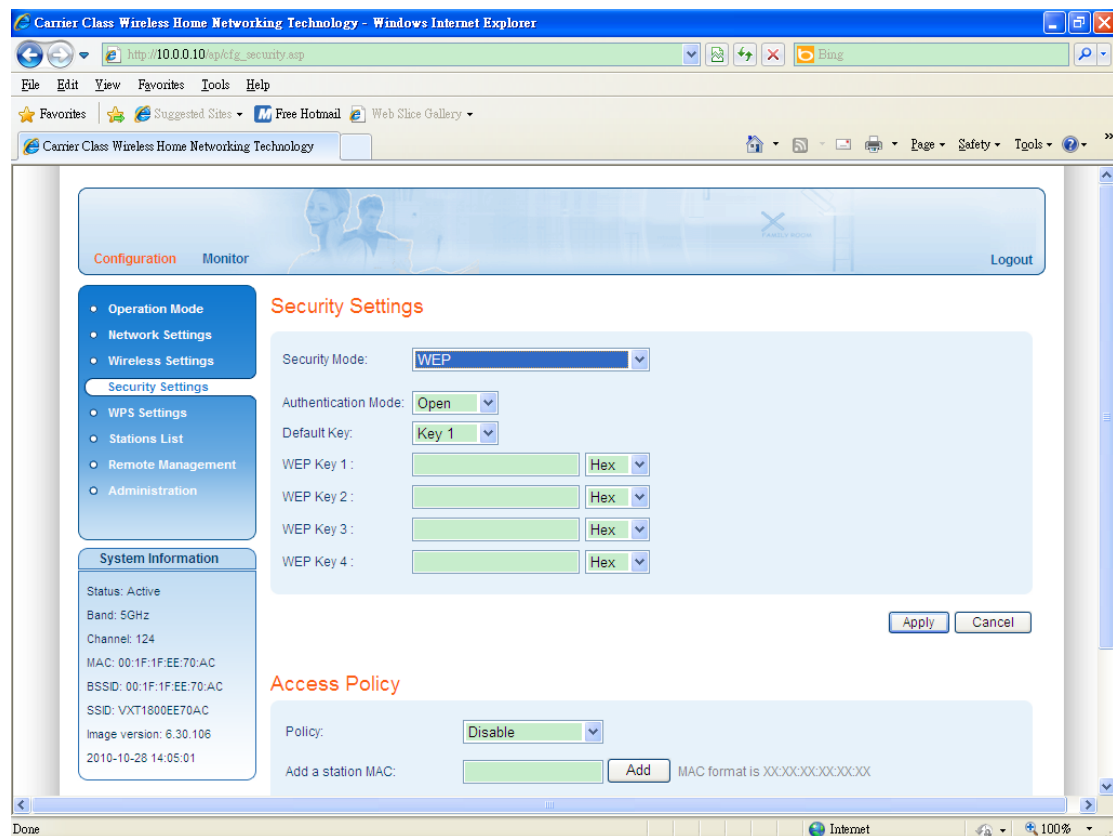 Carrier Class Wireless Home Networking Technology - Windows Internet Explorer
http://10.0.0.10/ap/cfg_security.asp
Bing
File Edit View Favorites Tools Help
Favorites Suggested Sites Free Hotmail Web Slice Gallery
Carrier Class Wireless Home Networking Technology
Page Safety Tools
»
FAMILY ROOM
Configuration Monitor Logout
Operation Mode
Network Settings
Wireless Settings
Security Settings
WPS Settings
Stations List
Remote Management
Administration
System Information
Status: Active
Band: 5GHz
Channel: 124
MAC: 00:1F:1F:EE:70:AC
BSSID: 00:1F:1F:EE:70:AC
SSID: VXT1800EE70AC
Image version: 6.30.106
2010-10-28 14:05:01
Security Settings
Security Mode: WEP
Authentication Mode: Open
Default Key: Key 1
WEP Key 1 : Hex
WEP Key 2 : Hex
WEP Key 3 : Hex
WEP Key 4 : Hex
Apply Cancel
Access Policy
Policy: Disable
Add a station MAC: Add MAC format is XX:XX:XX:XX:XX:XX
Done Internet 100%